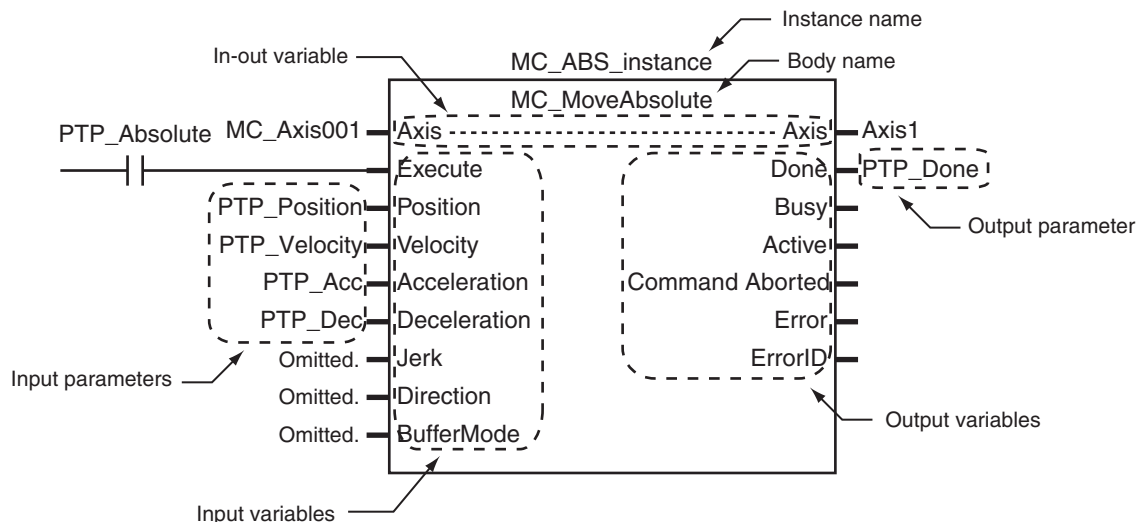 Instance name
In-out variable
MC_ABS_instance
Body name
MC_MoveAbsolute
PTP_Absolute
MC_Axis001
Axis
Axis
Axis1
Execute
Done
PTP_Done
PTP_Position
Position
Busy
Output parameter
PTP_Velocity
Velocity
Active
PTP_Acc
Acceleration
Command Aborted
PTP_Dec
Deceleration
Error
Omitted.
Jerk
ErrorID
Input parameters
Omitted.
Direction
Output variables
Omitted.
BufferMode
Input variables